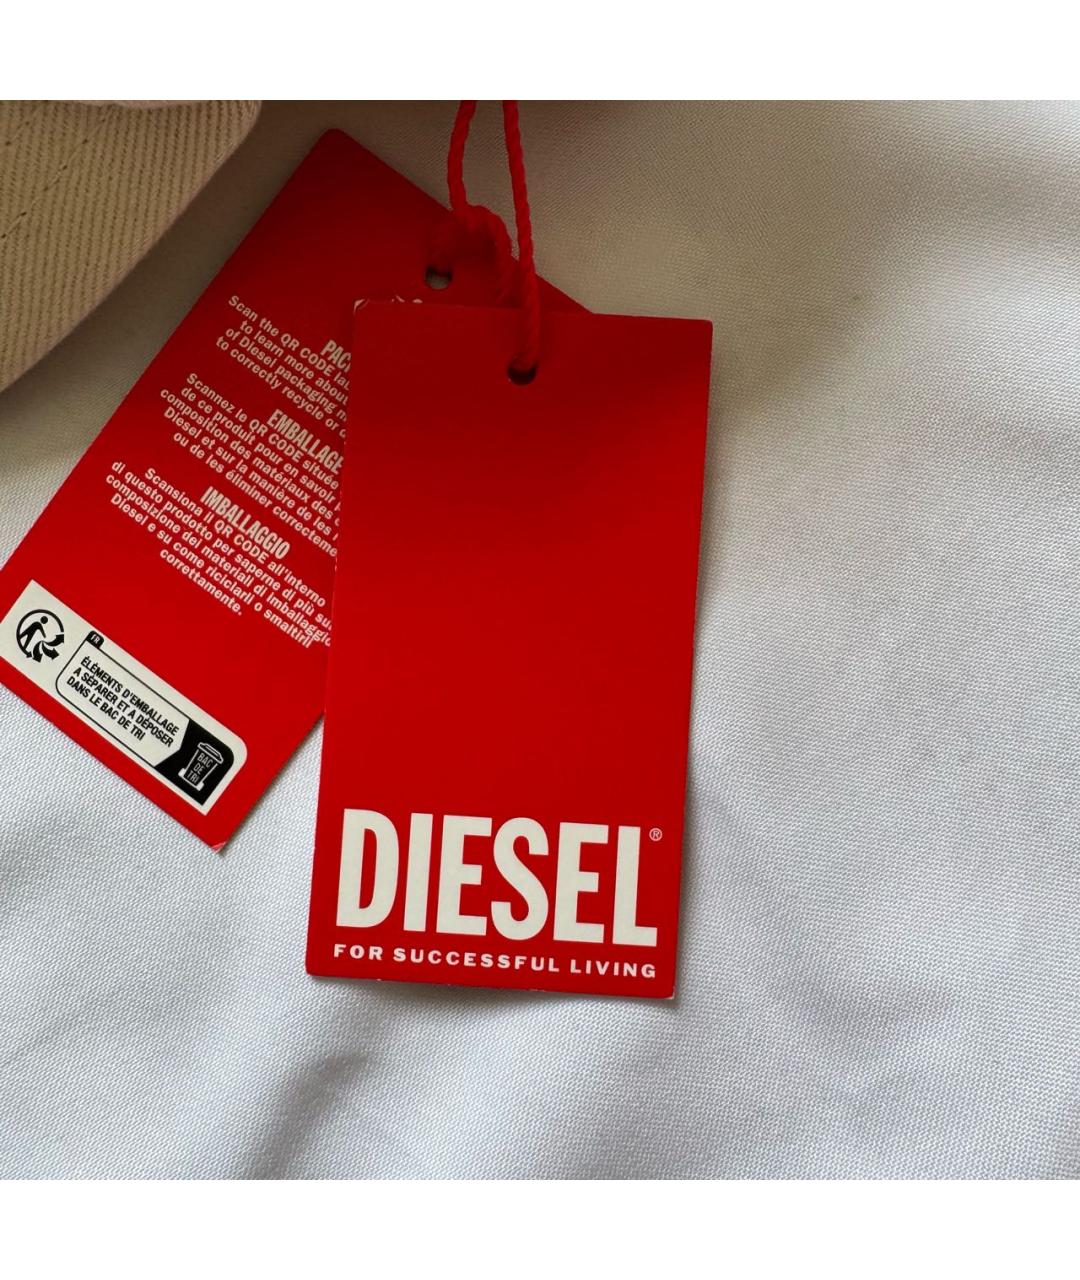 PAC
Scan the QR CODE
to learn more about
of Diesel packaging
to correctly recycle or
EMBALLAGE
Scannez le QR CODE située
de ce produit pour en savoir
composition des matériaux des
Diesel et sur la manière de les
ou de les éliminer correcteme
IMBALLAGGIO
Scansiona il QR CODE all'interno
di questo prodotto per saperne di più su
composizione dei materiali di imballaggio
Diesel e su come riciclarli o smaltirli
correttamente.
FR
ÉLÉMENTS D'EMBALLAGE
A SÉPARER ET A DÉPOSER
DANS LE BAC DE TRI
BAC
DE
TRI
DIESEL®
FOR SUCCESSFUL LIVING